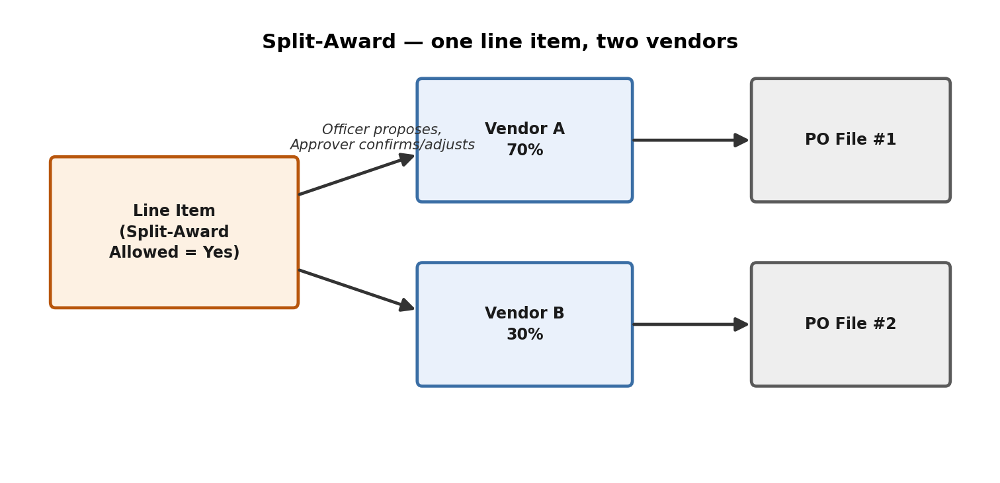 Split-Award — one line item, two vendors
Officer proposes,
Approver confirms/adjusts
Line Item
(Split-Award
Allowed = Yes)
Vendor A
70%
PO File #1
Vendor B
30%
PO File #2